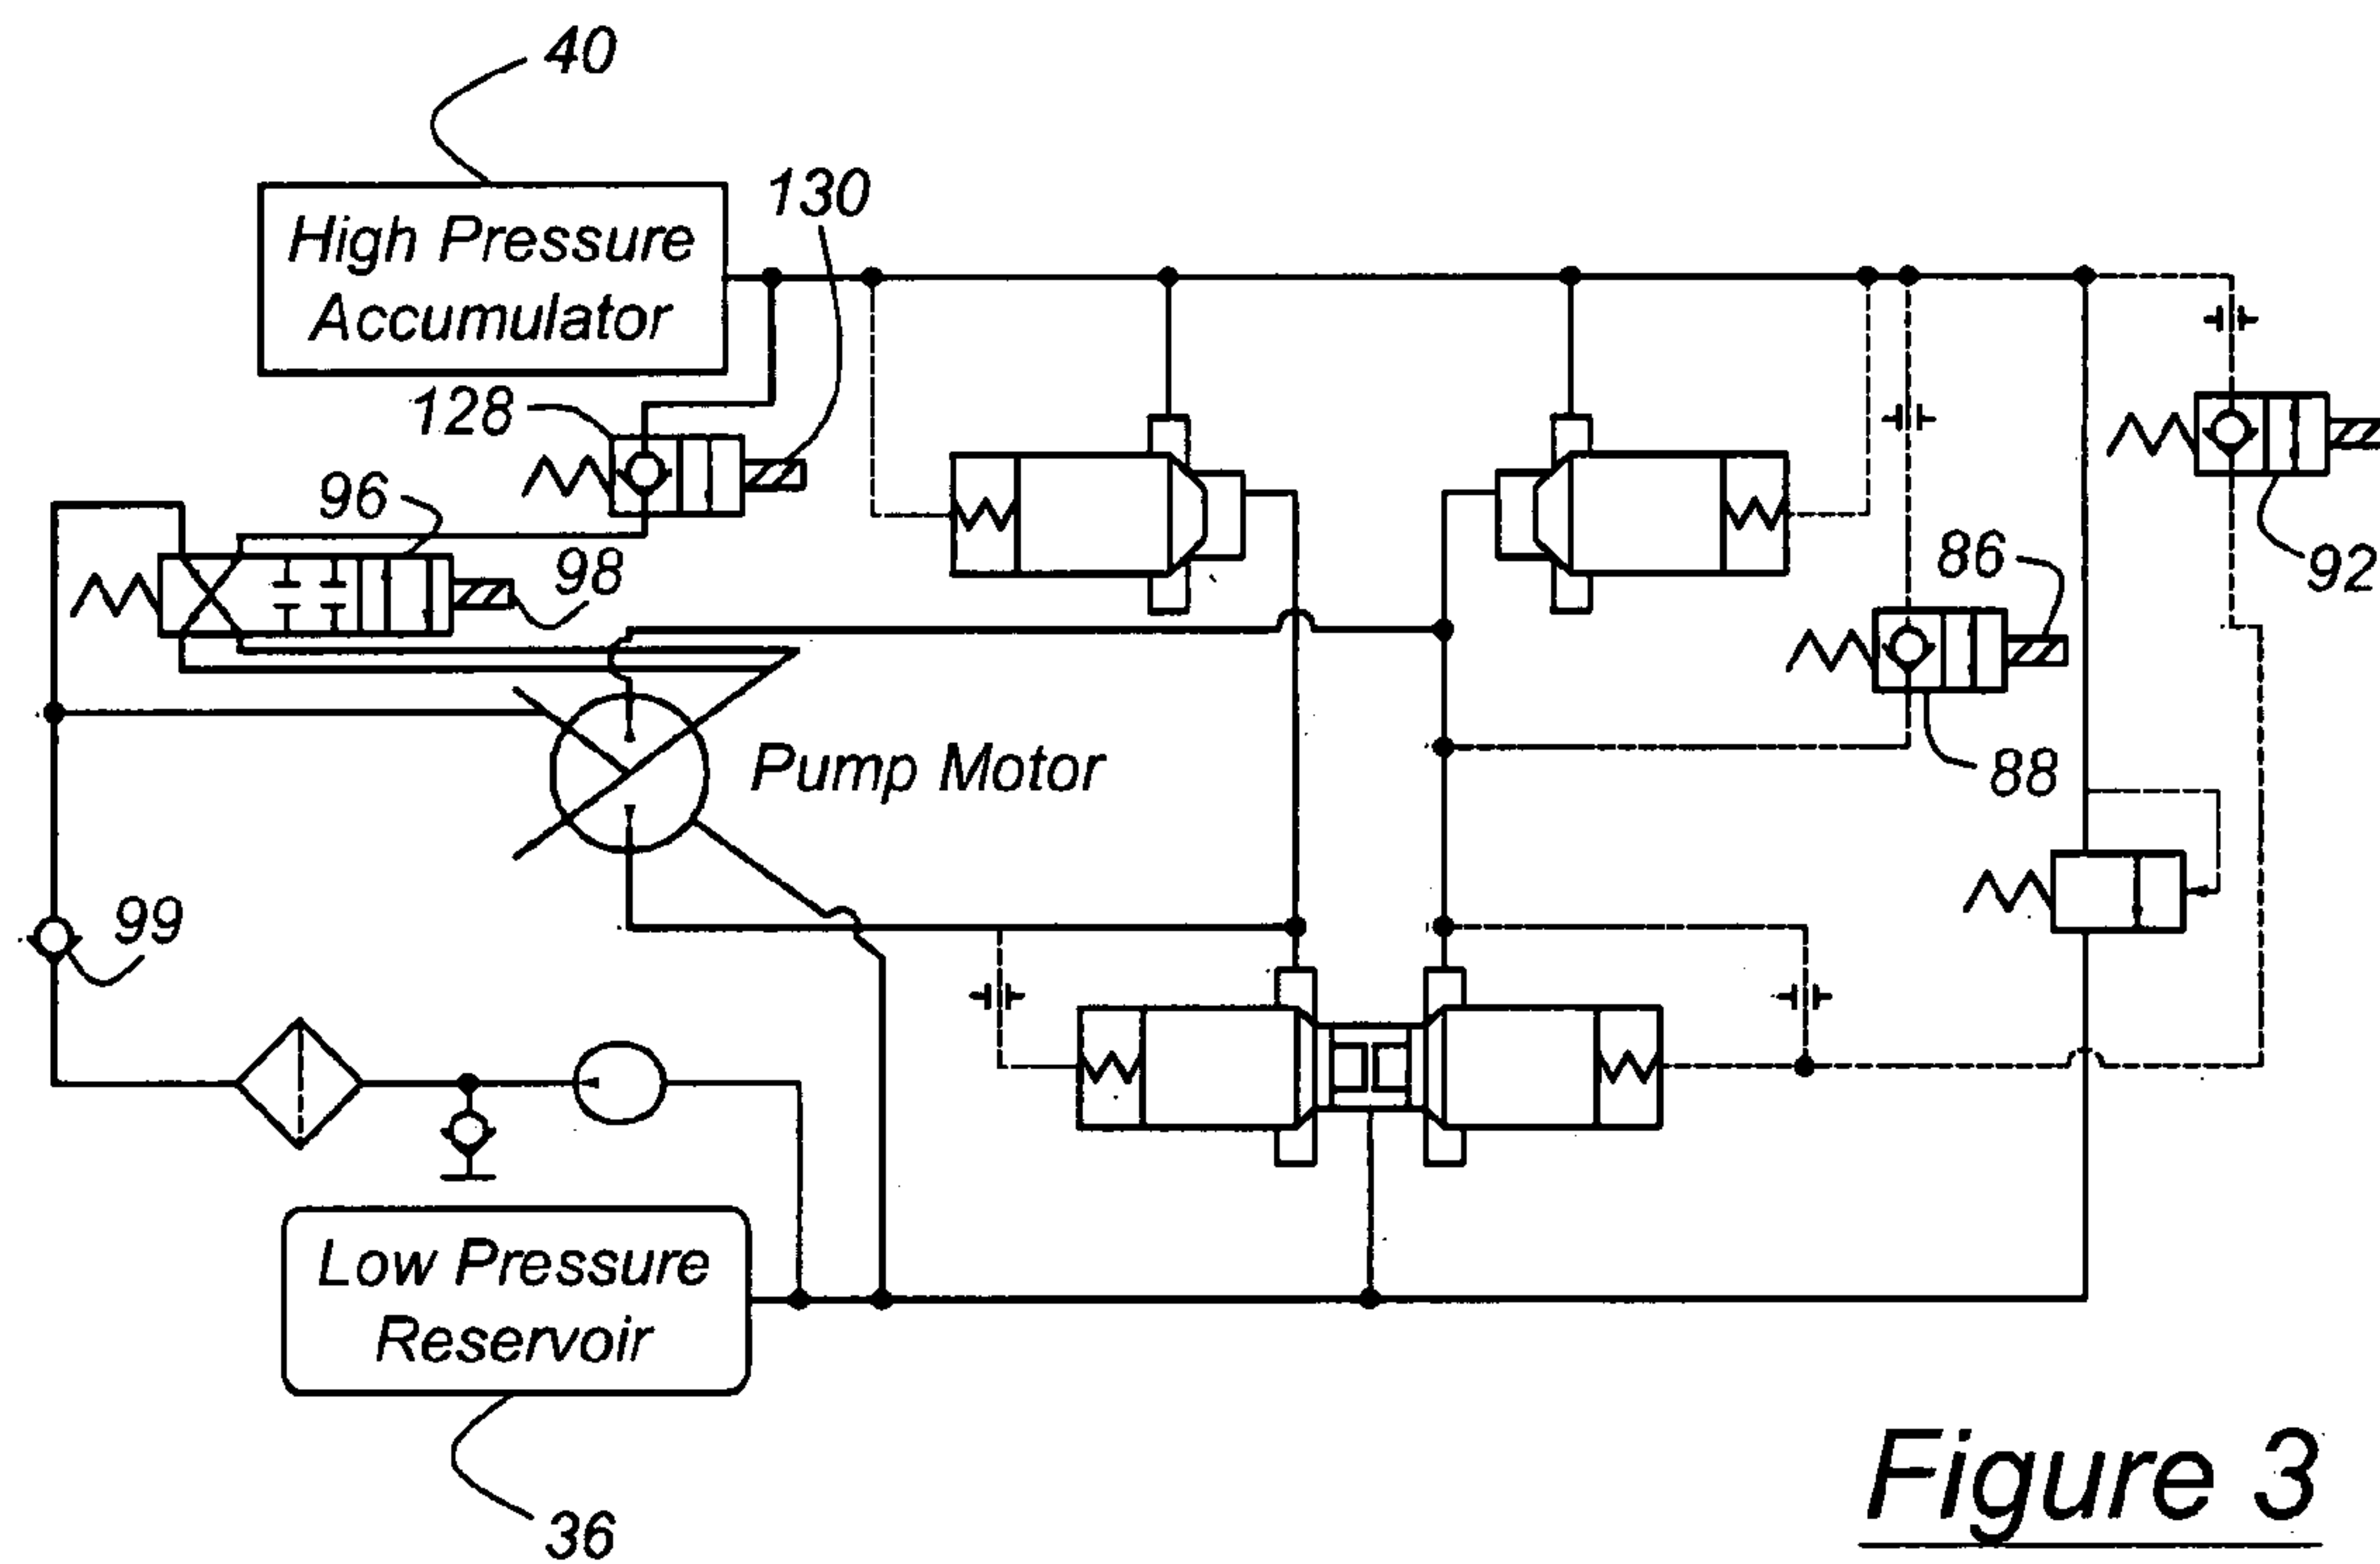 40
High Pressure
Accumulator
130
128
96
98
86
92
88
Pump Motor
99
Low Pressure
Reservoir
36
Figure 3